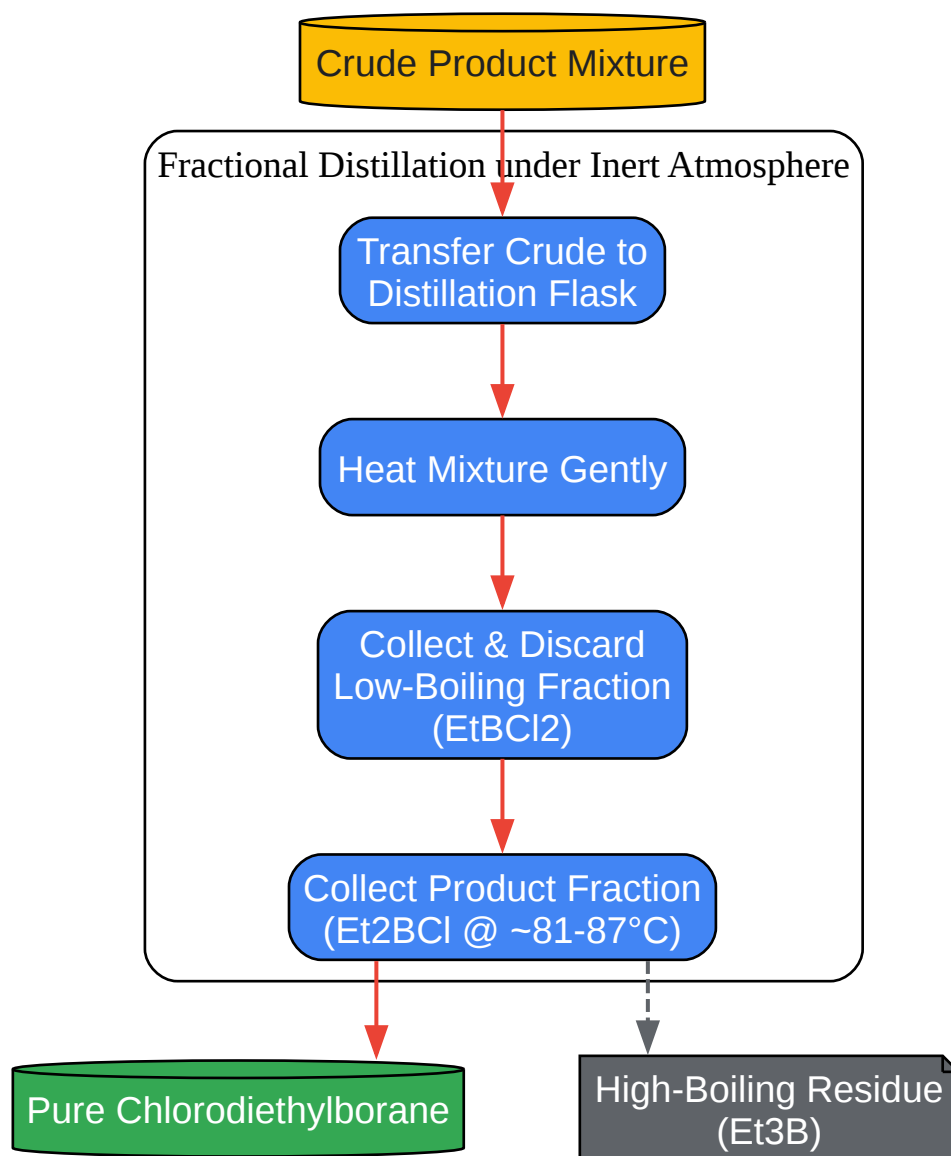 Crude Product Mixture
Fractional Distillation under Inert Atmosphere
Transfer Crude to
Distillation Flask
Heat Mixture Gently
Collect & Discard
Low-Boiling Fraction
(EtBCl2)
Collect Product Fraction
(Et2BCl @ ~81-87°C)
Pure Chlorodiethylborane
High-Boiling Residue
(Et3B)